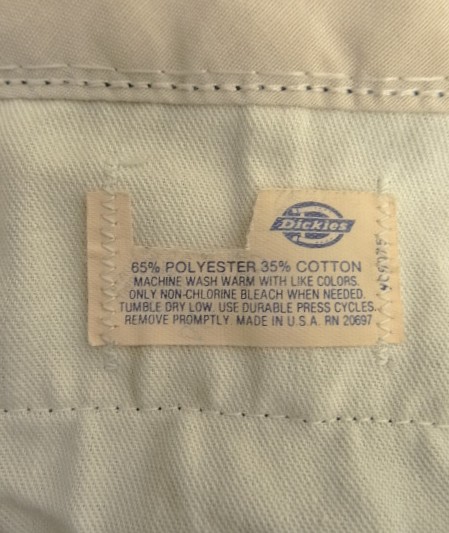 Dickies
65% POLYESTER 35% COTTON
MACHINE WASH WARM WITH LIKE COLORS.
ONLY NON-CHLORINE BLEACH WHEN NEEDED.
TUMBLE DRY LOW. USE DURABLE PRESS CYCLES.
REMOVE PROMPTLY. MADE IN U.S.A. RN 20697